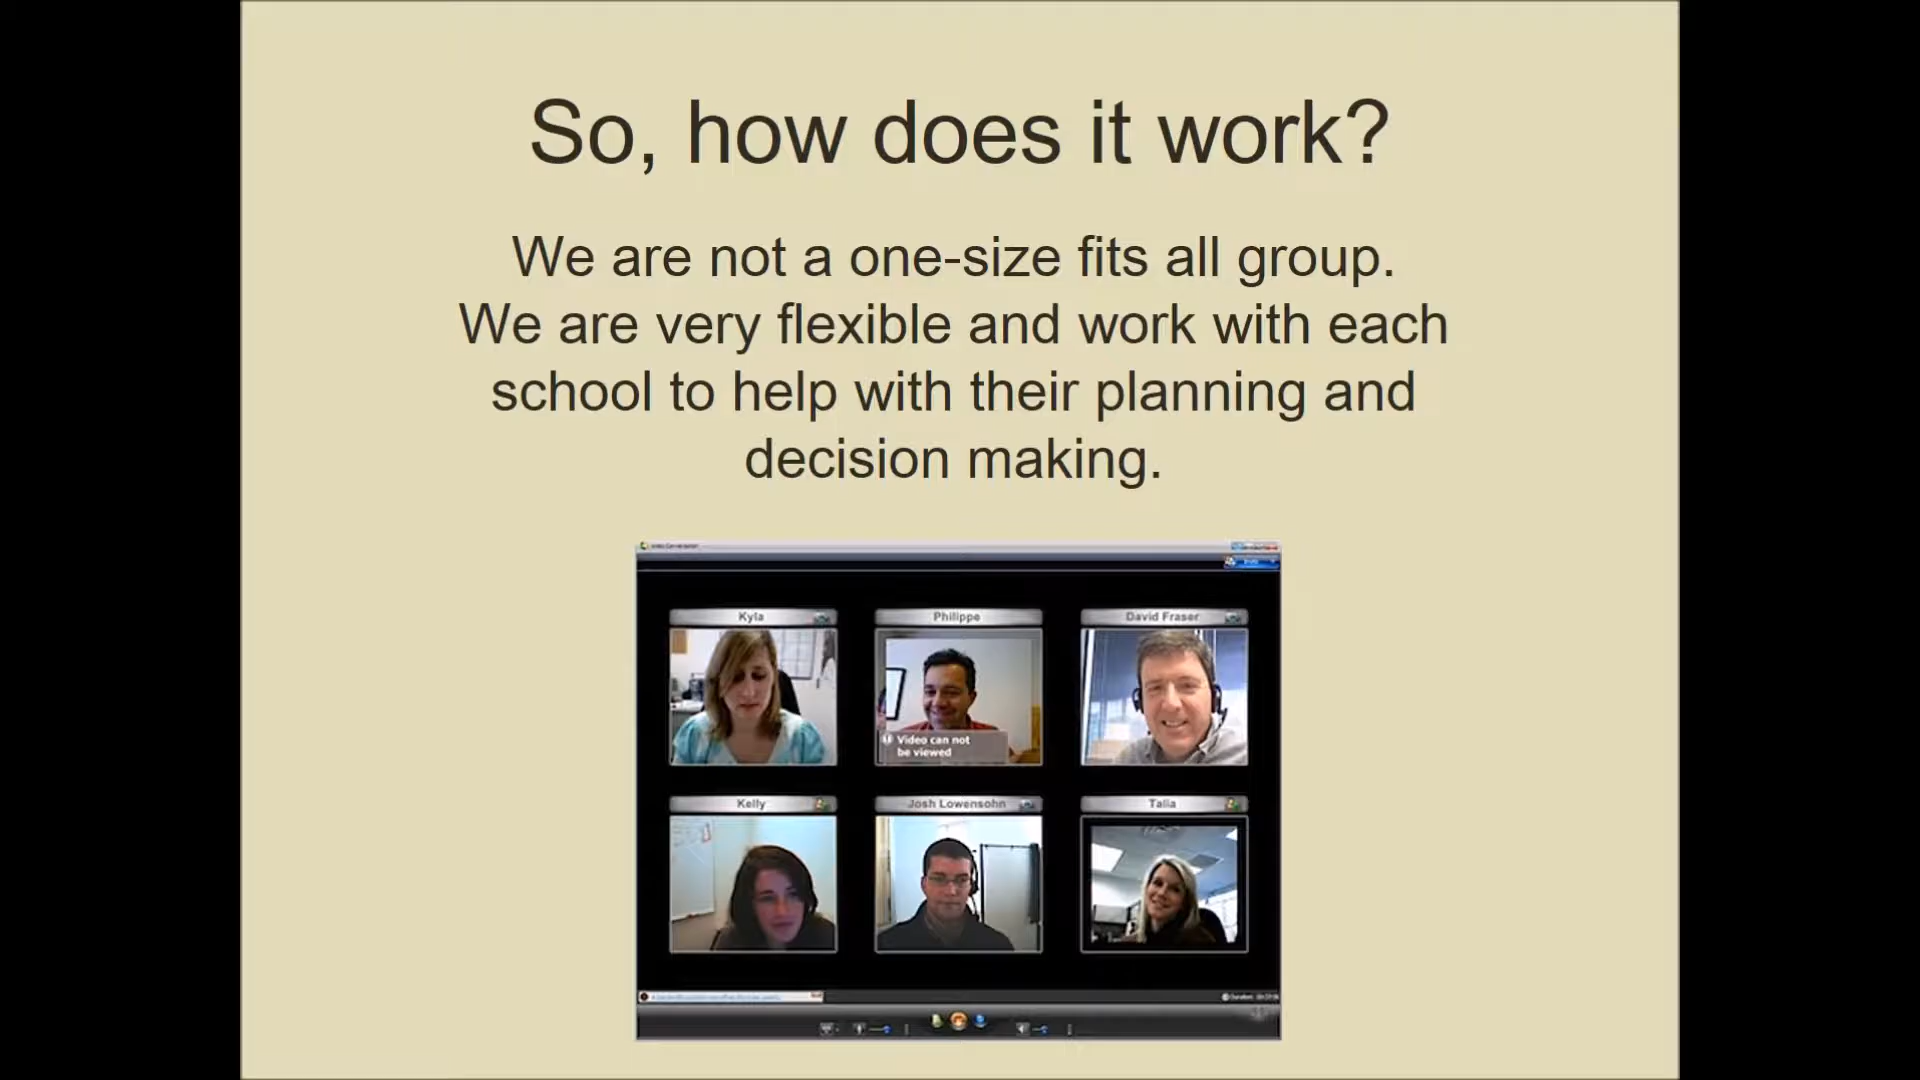 So, how does it work?
We are not a one-size fits all group.
We are very flexible and work with each
school to help with their planning and
decision making.
Kyla
Philippe
David Fraser
Video can not
be viewed
Kelly
Josh Lowensohn
Talia